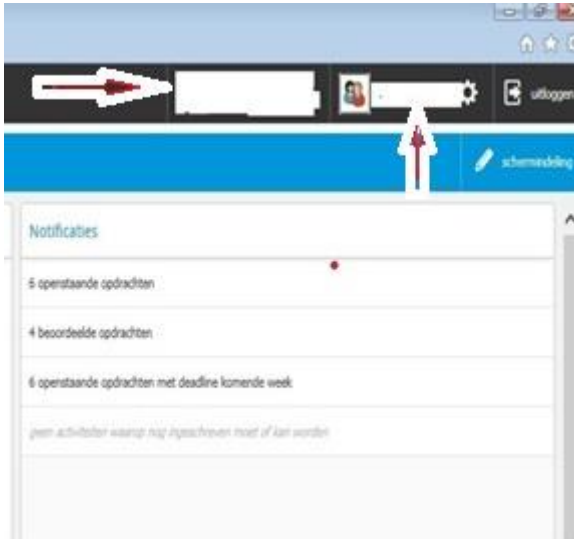 uitloggen
schermindeling
Notificaties
6 openstaande opdrachten
4 beoordeelde opdrachten
6 openstaande opdrachten met deadline komende week
geen activiteiten waarop nog ingeschreven moet of kan worden